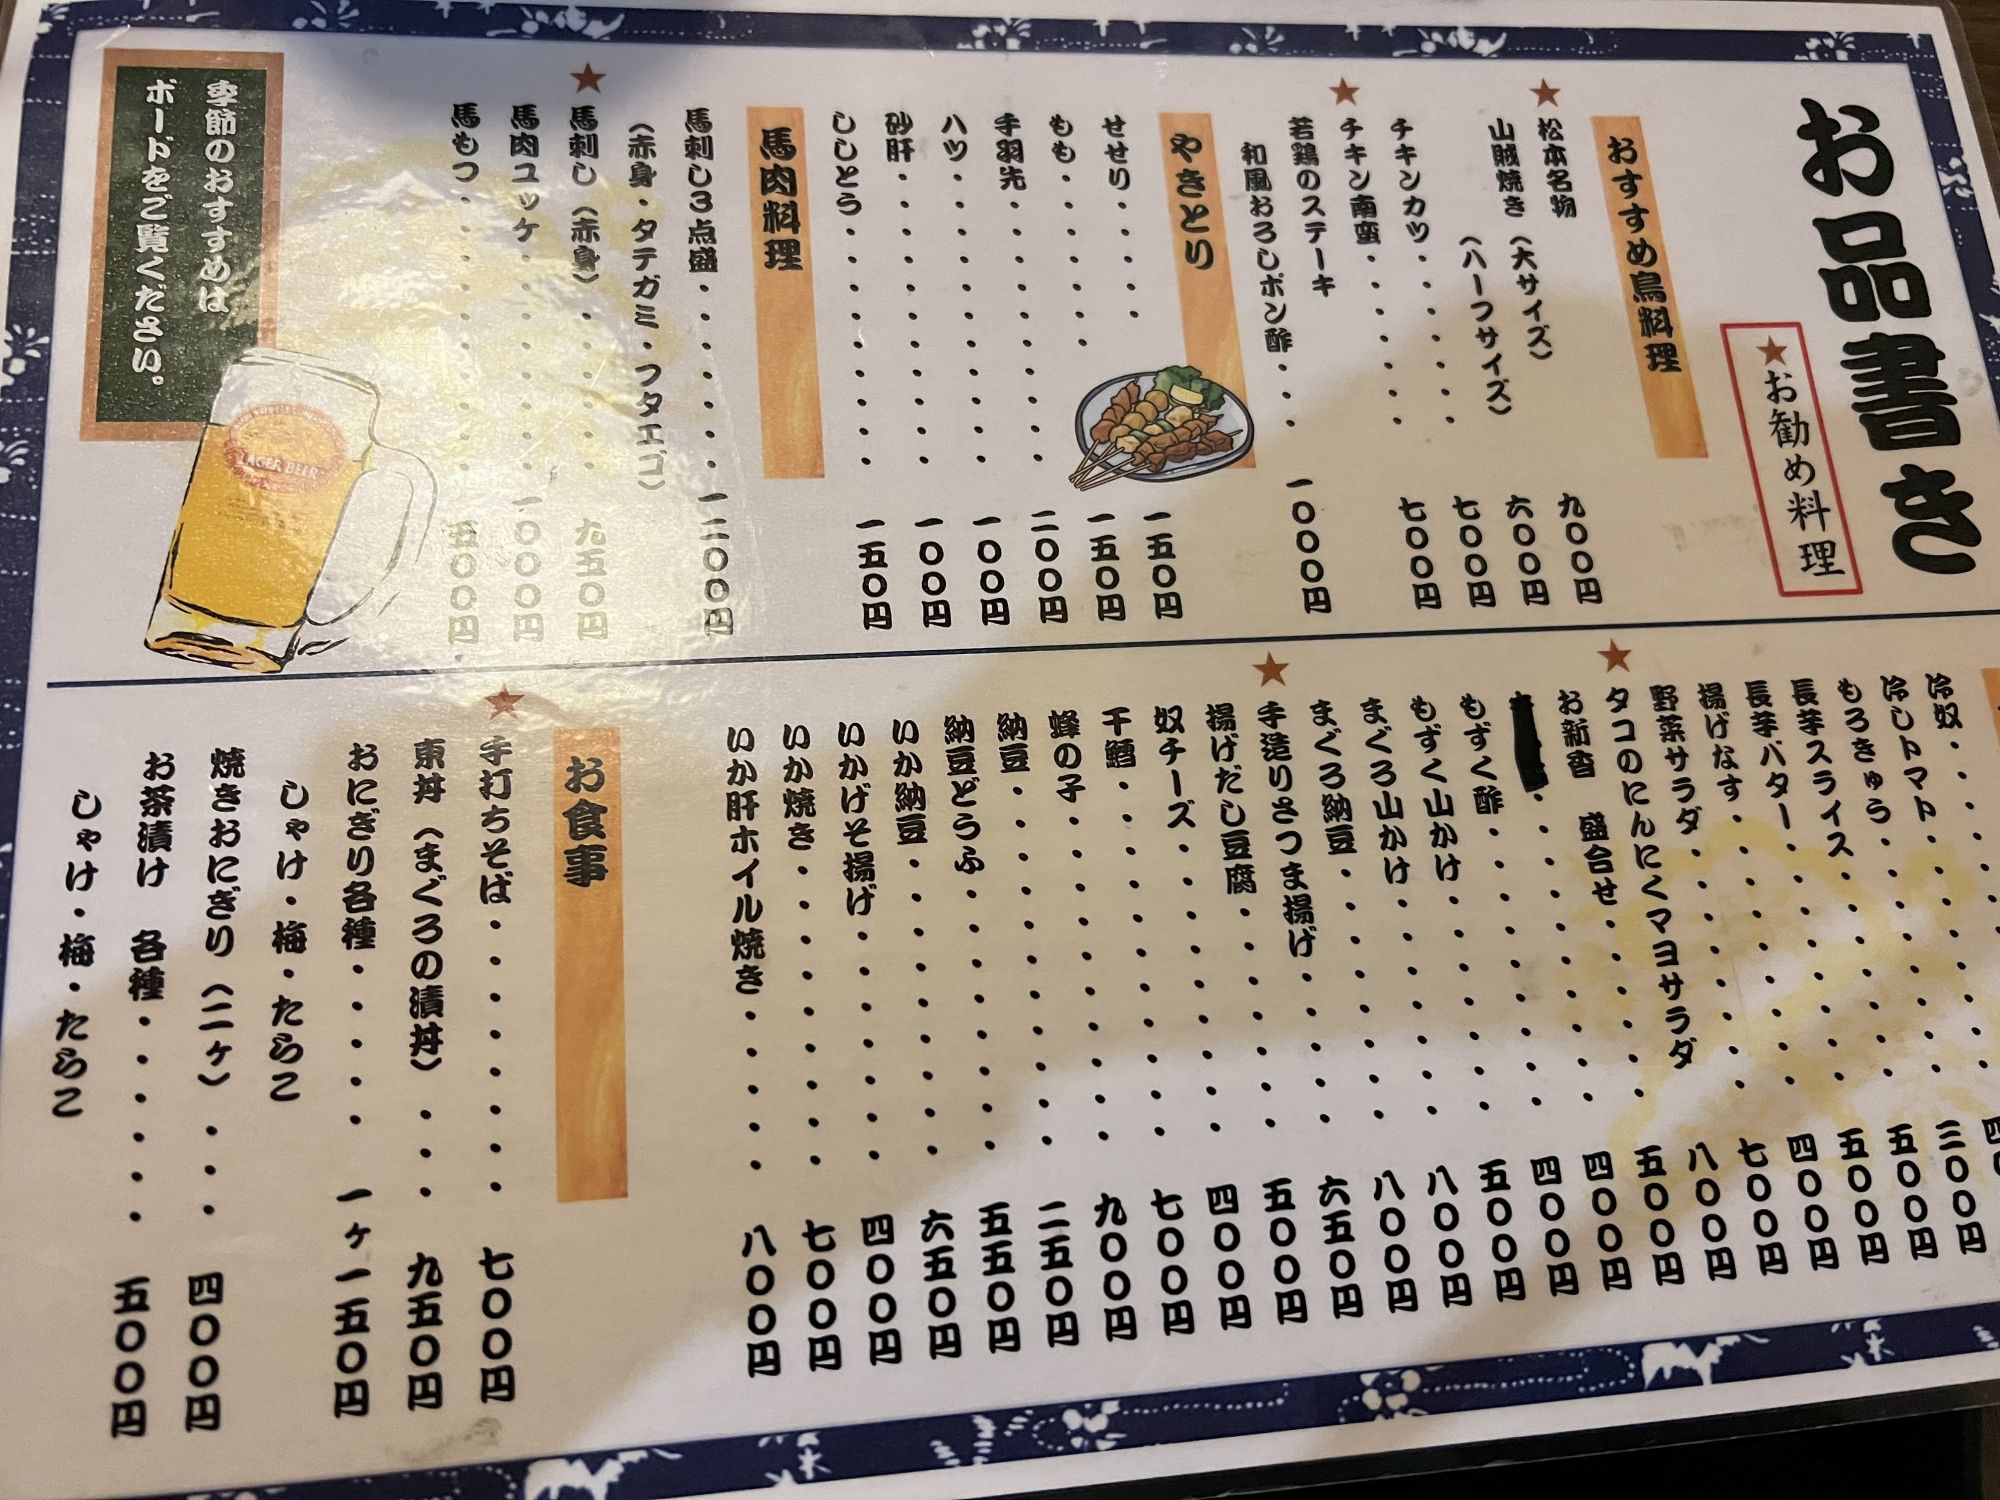 お品書き
★お勧め料理
おすすめ鳥料理
★松本名物
山賊焼き(大サイズ) 九〇〇円
(ハーフサイズ) 六〇〇円
チキンカツ・・・・ 七〇〇円
★チキン南蛮・・・・・・・ 七〇〇円
若鶏のステーキ
和風おろしポン酢・・・ 一〇〇〇円
やきとり
せせり・・・・・ 一五〇円
もも・・・・・・ 一五〇円
手羽先・・・・・・・ 二〇〇円
ハツ・・・・・・・・ 一〇〇円
砂肝・・・・・・・・ 一〇〇円
ししとう・・・・・・・ 一五〇円
馬肉料理
馬刺し3点盛・・・・・・・ 一二〇〇円
(赤身・タテガミ・フタエゴ)
★馬刺し(赤身)・・・・・・ 九五〇円
馬肉ユッケ・・・・・・ 一〇〇〇円
馬もつ・・・・・・・ 五〇〇円
季節のおすすめは
ボードをご覧ください。
LAGER BEER
冷奴・・・・・
冷しトマト・・・・・・ 三〇〇円
もろきゅう・・・・・・・ 五〇〇円
長芋スライス・・・・・・ 五〇〇円
長芋バター・・・・・・・ 四〇〇円
揚げなす・・・・・・・・ 七〇〇円
野菜サラダ・・・・・・・ 八〇〇円
★タコのにんにくマヨサラダ 五〇〇円
お新香 盛合せ・・・・・ 四〇〇円
四〇〇円
もずく酢・・・・・・・ 五〇〇円
もずく山かけ・・・・・・ 八〇〇円
まぐろ山かけ・・・・・・ 八〇〇円
まぐろ納豆・・・・・・・ 六五〇円
★手造りさつま揚げ・・・・ 五〇〇円
揚げだし豆腐・・・・・・ 四〇〇円
奴チーズ・・・・・・・ 七〇〇円
干鱈・・・・・・・・・ 九〇〇円
蜂の子・・・・・・・・ 二五〇円
納豆・・・・・・・・・ 五五〇円
納豆どうふ・・・・・・・ 六五〇円
いか納豆・・・・・・・ 四〇〇円
いかげそ揚げ・・・・・・ 七〇〇円
いか焼き・・・・・・・ 八〇〇円
いか肝ホイル焼き・・・・
お食事
★手打ちそば・・・・・・・ 七〇〇円
東丼(まぐろの漬丼)・・・ 九五〇円
おにぎり各種・・・・・ 一ヶ一五〇円
しゃけ・梅・たらこ
焼きおにぎり(二ヶ)・・・ 四〇〇円
お茶漬け 各種・・・・・・ 五〇〇円
しゃけ・梅・たらこ